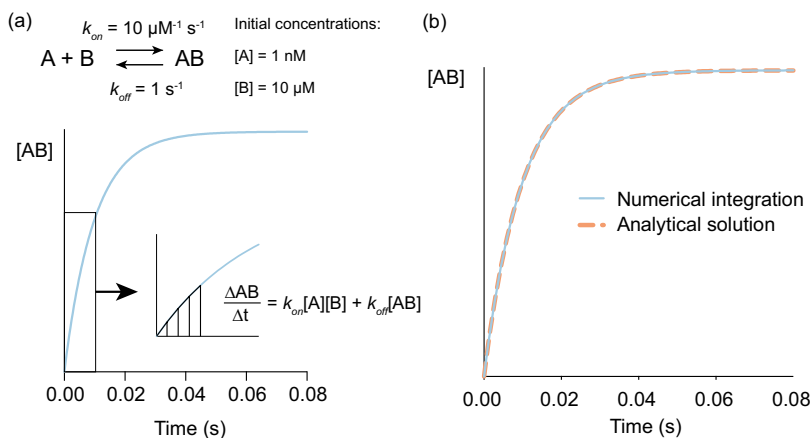 (a)
k_on = 10 μM⁻¹ s⁻¹
A + B AB
k_off = 1 s⁻¹
Initial concentrations:
[A] = 1 nM
[B] = 10 μM
[AB]
ΔAB/Δt = k_on[A][B] + k_off[AB]
0.00 0.02 0.04 0.06 0.08
Time (s)
(b)
[AB]
Numerical integration
Analytical solution
0.00 0.02 0.04 0.06 0.08
Time (s)